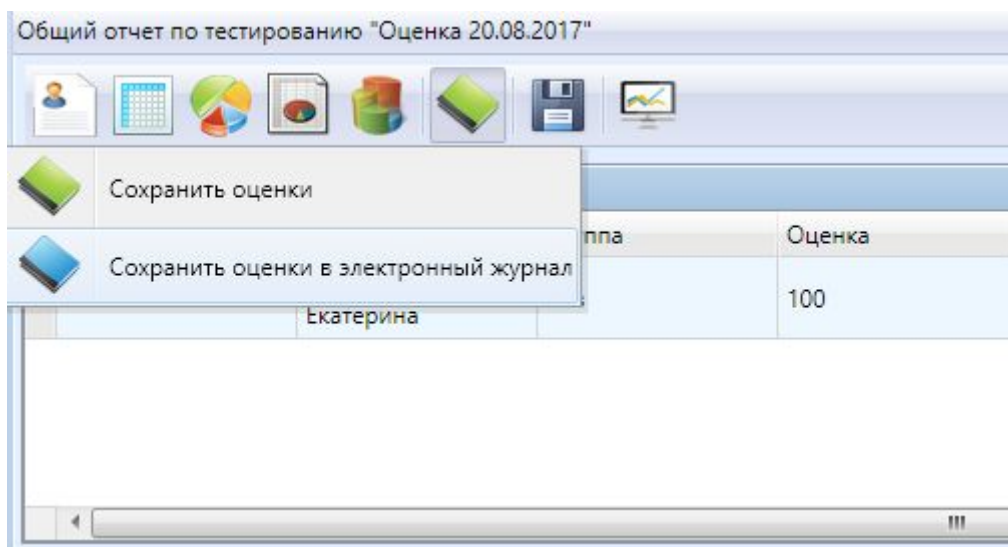 Общий отчет по тестированию "Оценка 20.08.2017"
Сохранить оценки
Оценка
Сохранить оценки в электронный журнал
100
Екатерина